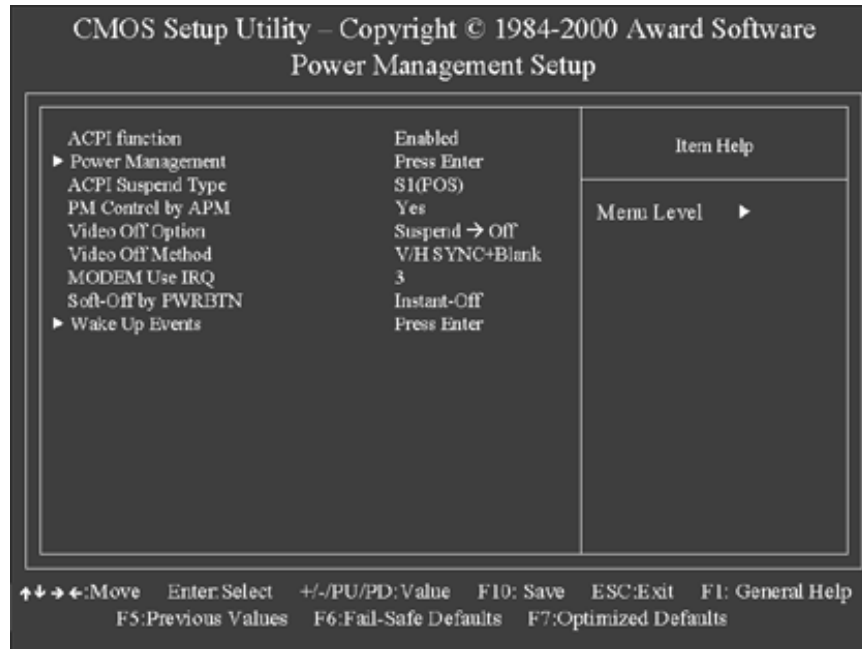 CMOS Setup Utility – Copyright © 1984-2000 Award Software
Power Management Setup
ACPI function Enabled
▶ Power Management Press Enter
ACPI Suspend Type S1(POS)
PM Control by APM Yes
Video Off Option Suspend → Off
Video Off Method V/H SYNC+Blank
MODEM Use IRQ 3
Soft-Off by PWRBTN Instant-Off
▶ Wake Up Events Press Enter
Item Help
Menu Level ▶
↑↓→←:Move Enter:Select +/-/PU/PD:Value F10: Save ESC:Exit F1: General Help
F5:Previous Values F6:Fail-Safe Defaults F7:Optimized Defaults